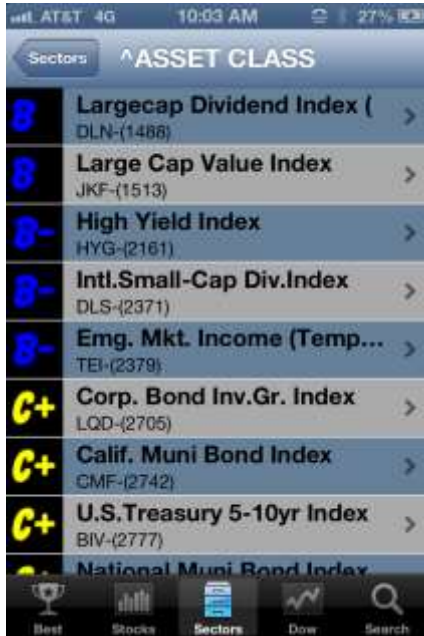 AT&T 4G 10:03 AM 27%
Sectors ^ASSET CLASS
B Largecap Dividend Index (
DLN-(1488)
B Large Cap Value Index
JKF-(1513)
B- High Yield Index
HYG-(2161)
B- Intl.Small-Cap Div.Index
DLS-(2371)
B- Emg. Mkt. Income (Temp...
TEI-(2379)
C+ Corp. Bond Inv.Gr. Index
LQD-(2705)
C+ Calif. Muni Bond Index
CMF-(2742)
C+ U.S.Treasury 5-10yr Index
BIV-(2777)
National Muni Bond Index
Best Stocks Sectors Dow Search